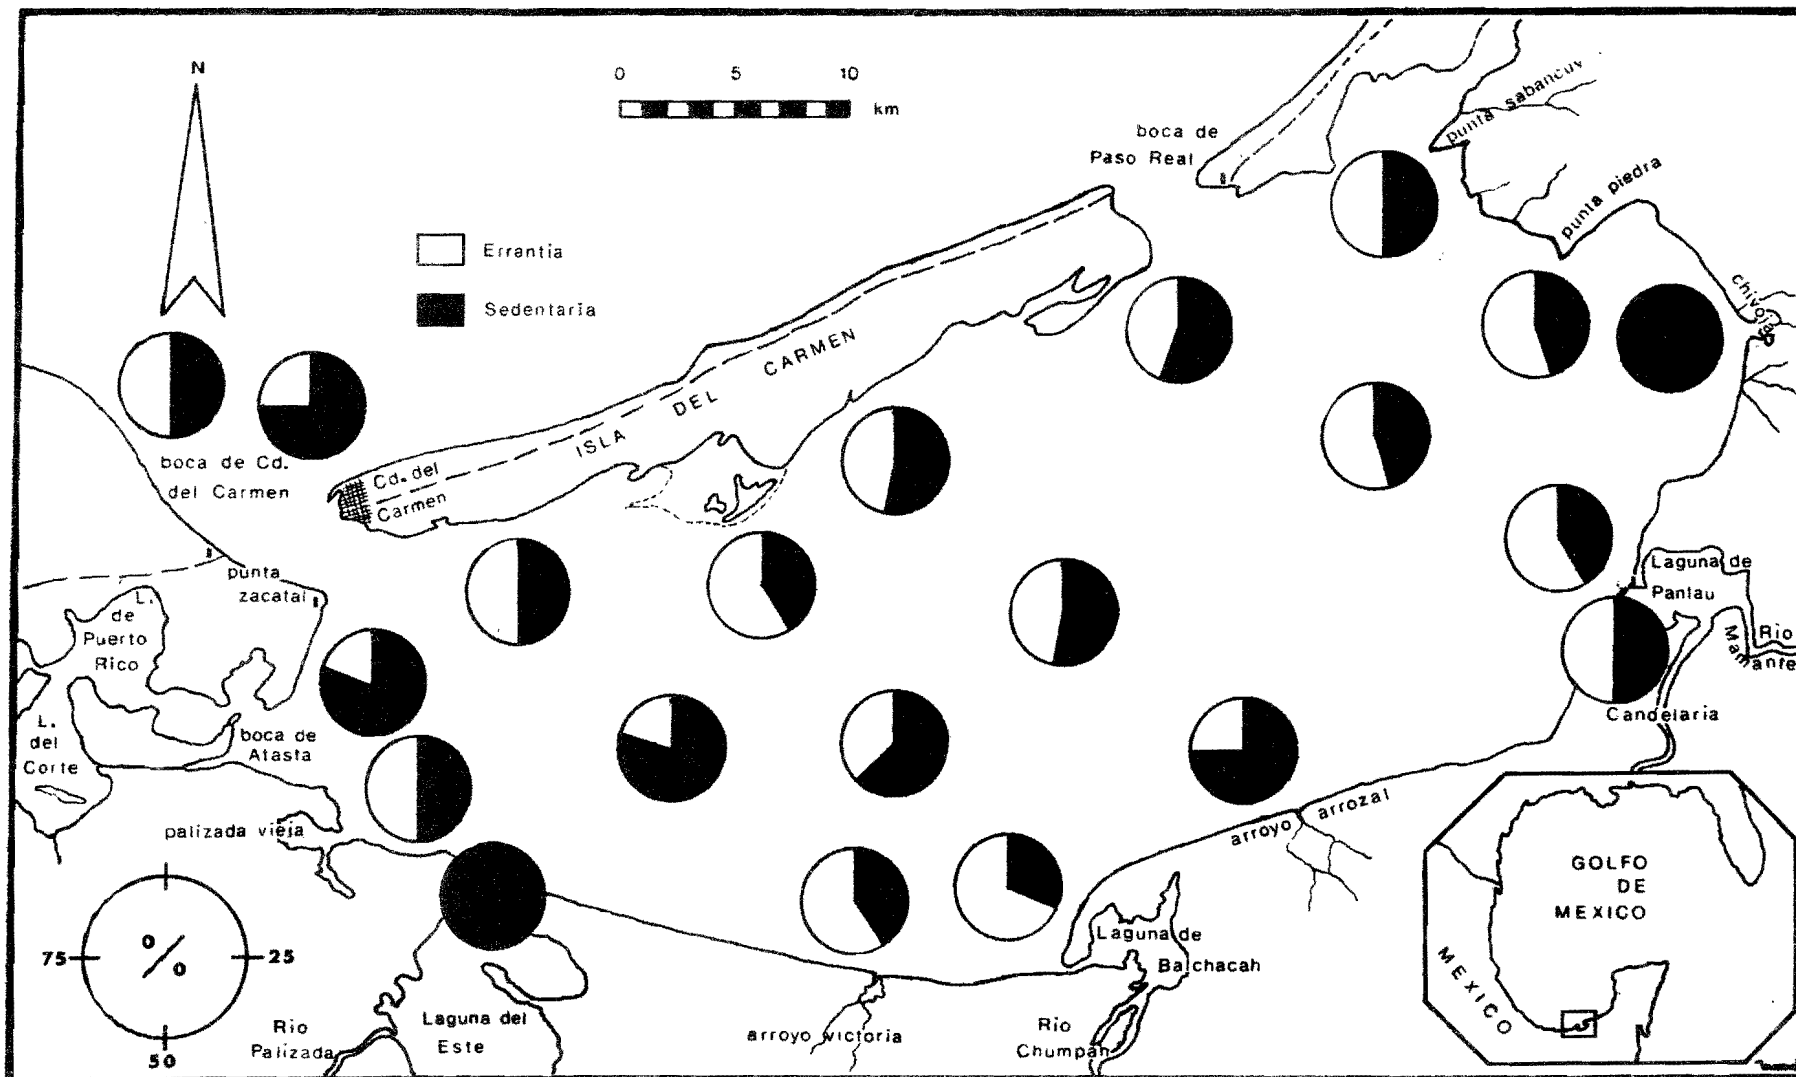 N
0 5 10
km
boca de
Paso Real
punta sabancuy
punta piedra
Errantia
Sedentaria
chivoja
ISLA DEL CARMEN
boca de Cd.
del Carmen
Cd. del
Carmen
punta
zacatal
L.
de
Puerto
Rico
Laguna de
Panlau
Rio
Mamante
L.
del
Corte
boca de
Atasta
Candelaria
palizada vieja
arroyo arrozal
GOLFO
DE
MEXICO
MEXICO
0/0
75
25
50
Laguna de
Balchacah
Rio
Palizada
Laguna del
Este
arroyo victoria
Rio
Chumpan